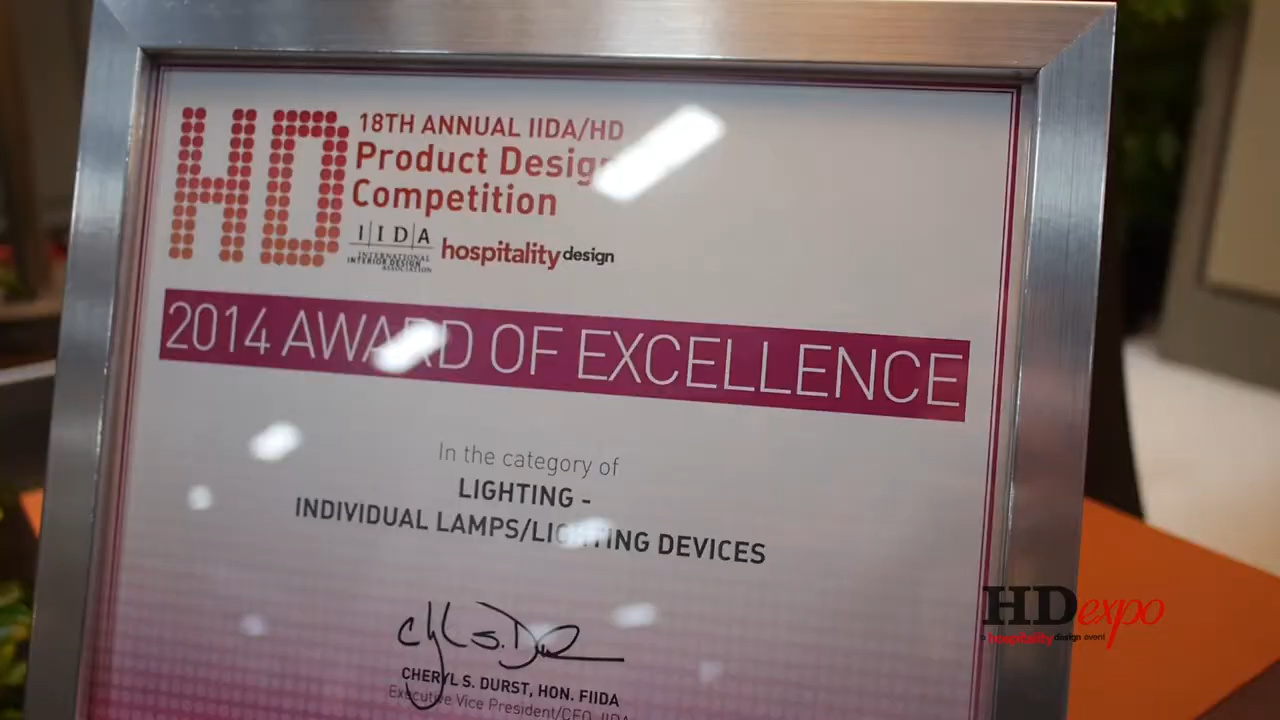 HD
18TH ANNUAL IIDA/HD
Product Design
Competition
IIDA
INTERNATIONAL
INTERIOR DESIGN
ASSOCIATION
hospitality design
2014 AWARD OF EXCELLENCE
In the category of
LIGHTING -
INDIVIDUAL LAMPS/LIGHTING DEVICES
CHERYL S. DURST, HON. FIIDA
Executive Vice President/CEO, IIDA
HDexpo
a hospitality design event